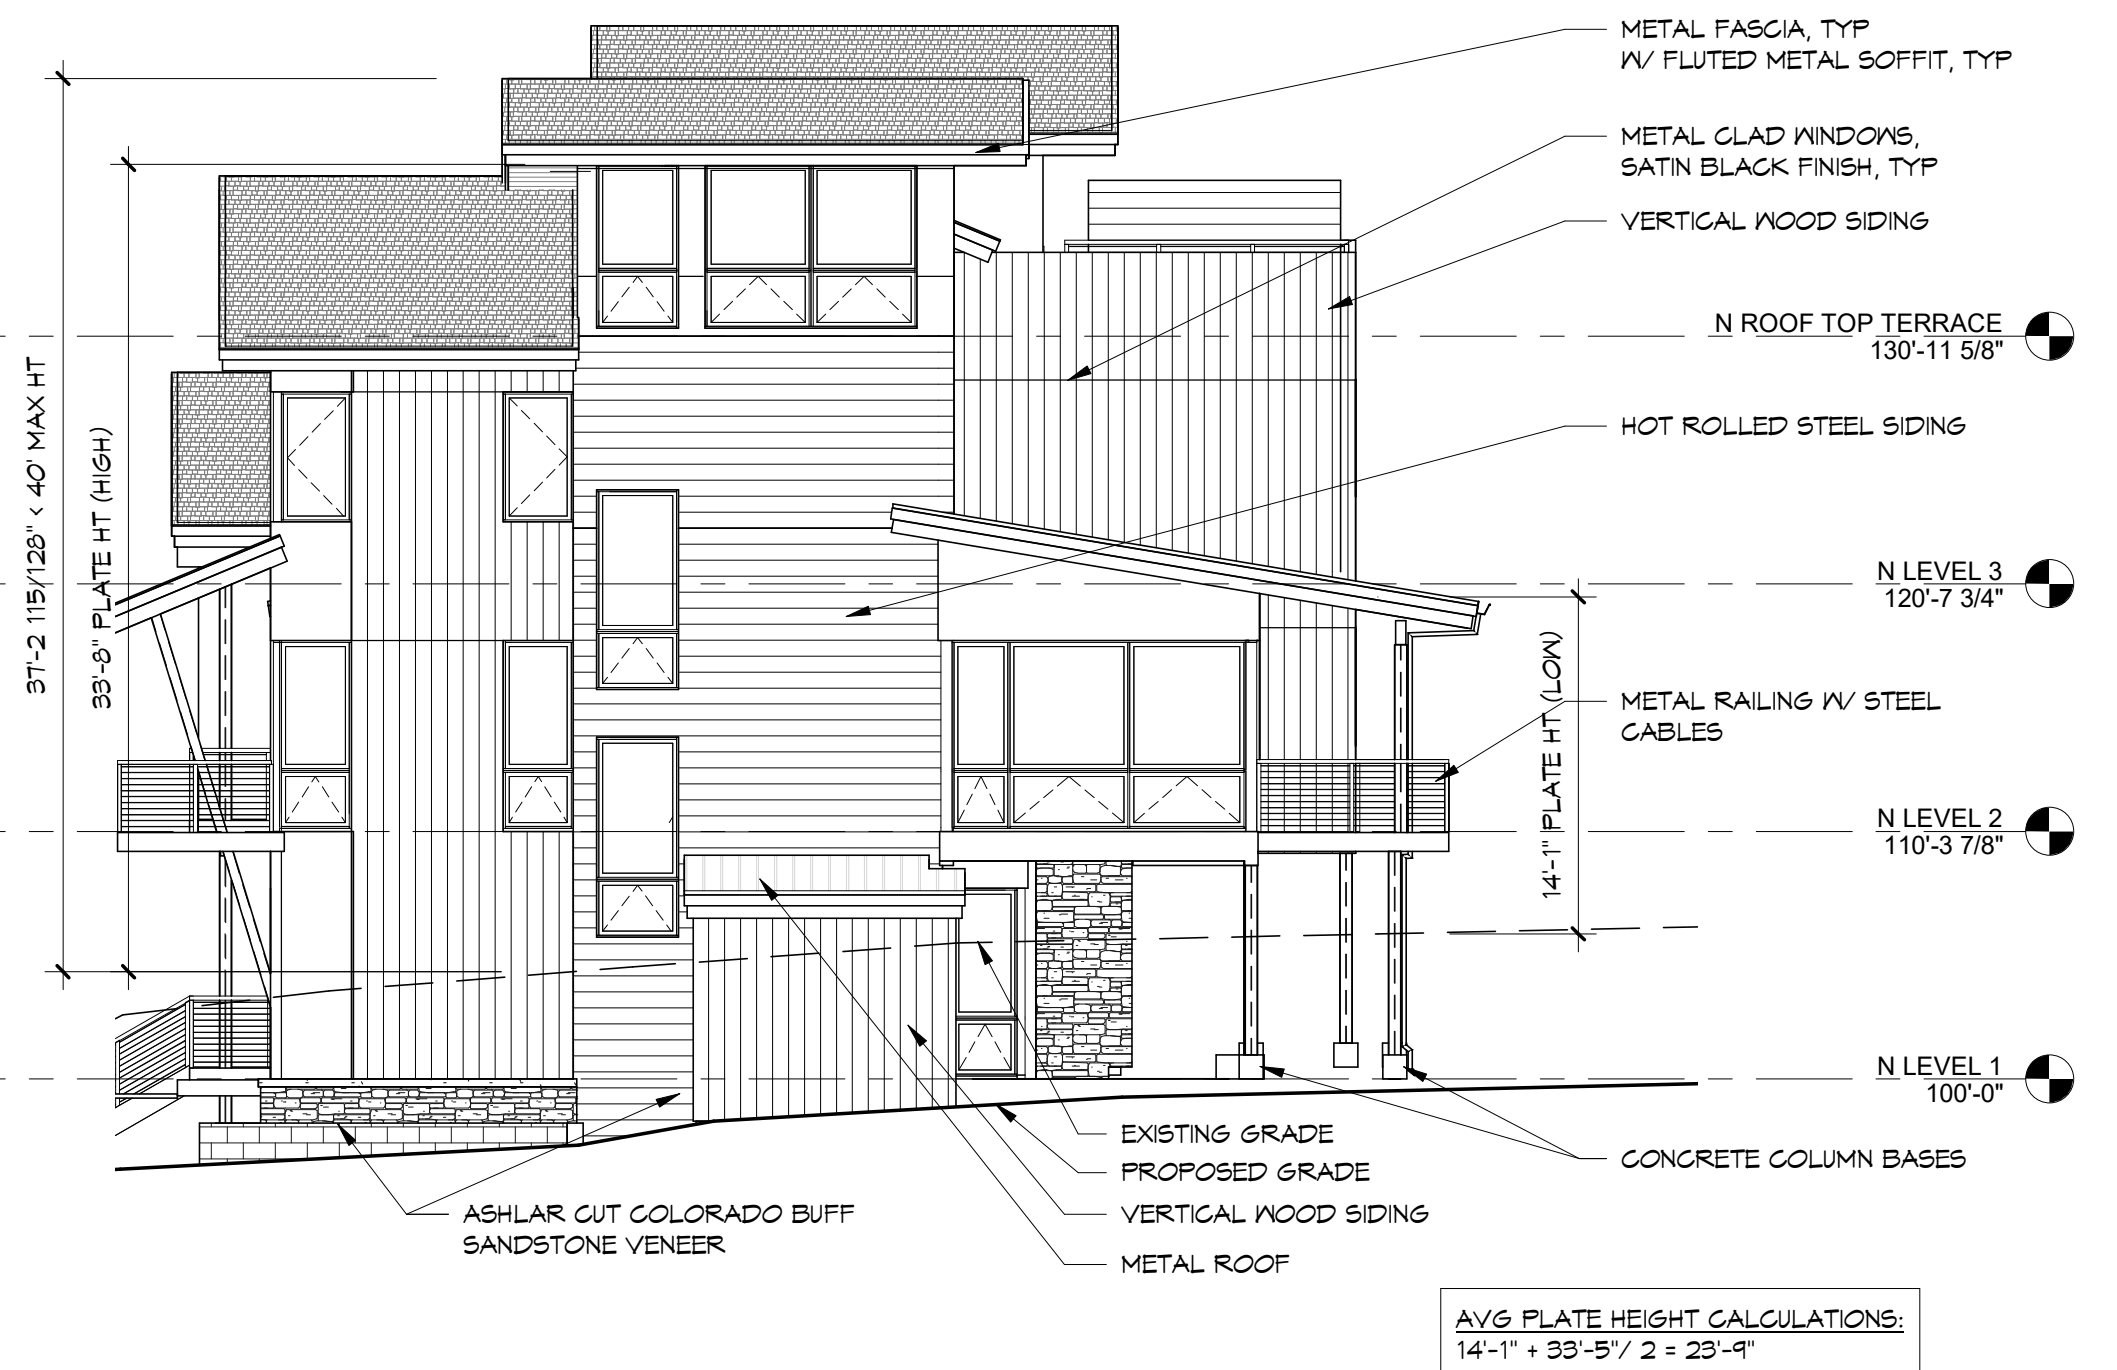 METAL FASCIA, TYP
W/ FLUTED METAL SOFFIT, TYP
METAL CLAD WINDOWS,
SATIN BLACK FINISH, TYP
VERTICAL WOOD SIDING
N ROOF TOP TERRACE
130'-11 5/8"
37'-2 115/128" < 40' MAX HT
33'-8" PLATE HT (HIGH)
HOT ROLLED STEEL SIDING
N LEVEL 3
120'-7 3/4"
14'-1" PLATE HT (LOW)
METAL RAILING W/ STEEL
CABLES
N LEVEL 2
110'-3 7/8"
N LEVEL 1
100'-0"
EXISTING GRADE
PROPOSED GRADE
CONCRETE COLUMN BASES
ASHLAR CUT COLORADO BUFF
SANDSTONE VENEER
VERTICAL WOOD SIDING
METAL ROOF
AVG PLATE HEIGHT CALCULATIONS:
14'-1" + 33'-5"/ 2 = 23'-9"